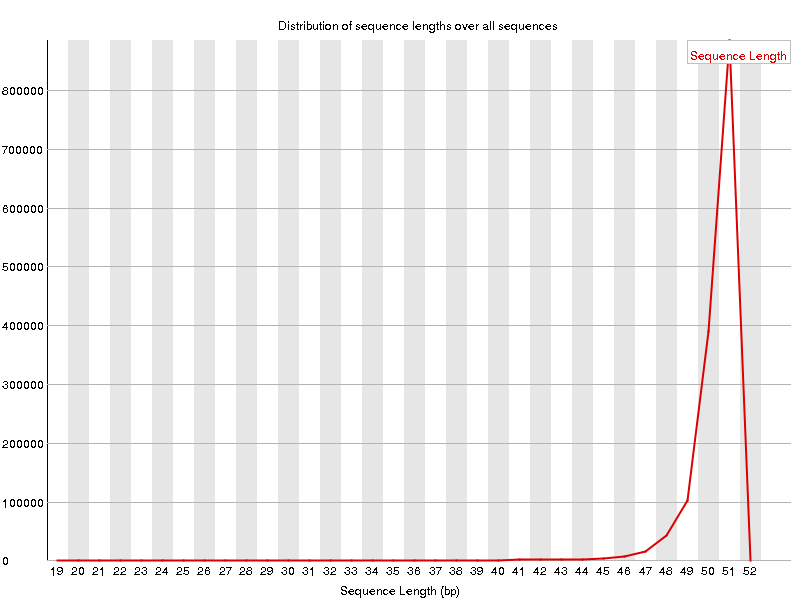 Distribution of sequence lengths over all sequences
Sequence Length
800000
700000
600000
500000
400000
300000
200000
100000
0
19 20 21 22 23 24 25 26 27 28 29 30 31 32 33 34 35 36 37 38 39 40 41 42 43 44 45 46 47 48 49 50 51 52
Sequence Length (bp)